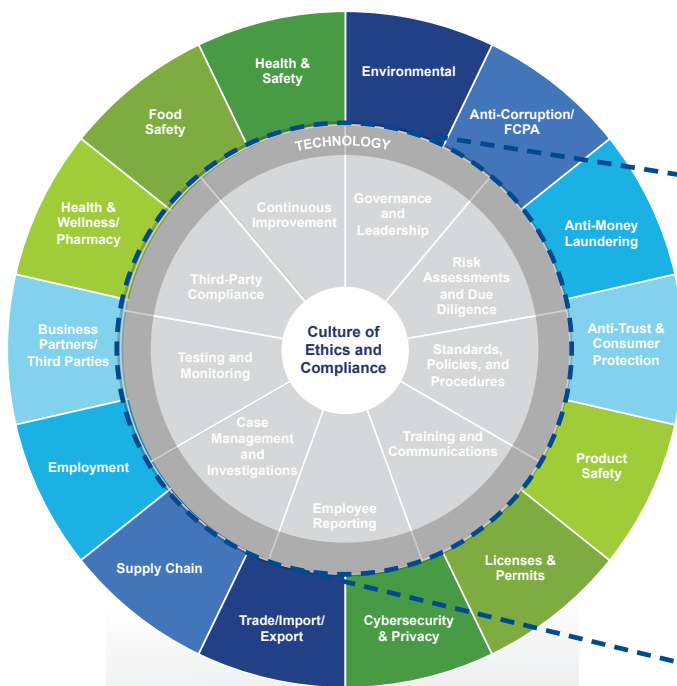 Health &
Safety
Environmental
Anti-Corruption/
FCPA
Anti-Money
Laundering
Anti-Trust &
Consumer
Protection
Product
Safety
Licenses &
Permits
Cybersecurity
& Privacy
Trade/Import/
Export
Supply Chain
Employment
Business
Partners/
Third Parties
Health &
Wellness/
Pharmacy
Food
Safety
TECHNOLOGY
Governance
and
Leadership
Risk
Assessments
and Due
Diligence
Standards,
Policies, and
Procedures
Training and
Communications
Employee
Reporting
Case
Management
and
Investigations
Testing and
Monitoring
Third-Party
Compliance
Continuous
Improvement
Culture of
Ethics and
Compliance